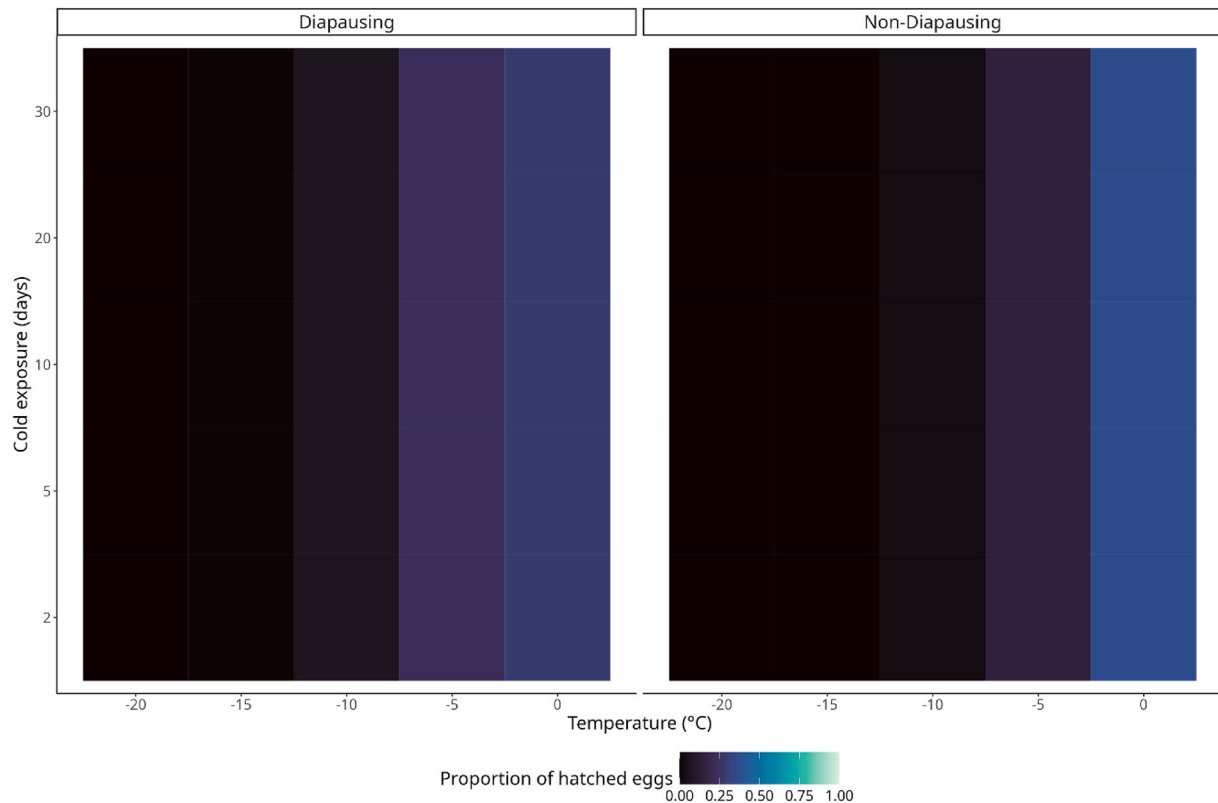 Diapausing
Non-Diapausing
Cold exposure (days)
30
20
10
5
2
-20 -15 -10 -5 0
-20 -15 -10 -5 0
Temperature (°C)
Proportion of hatched eggs
0.00 0.25 0.50 0.75 1.00